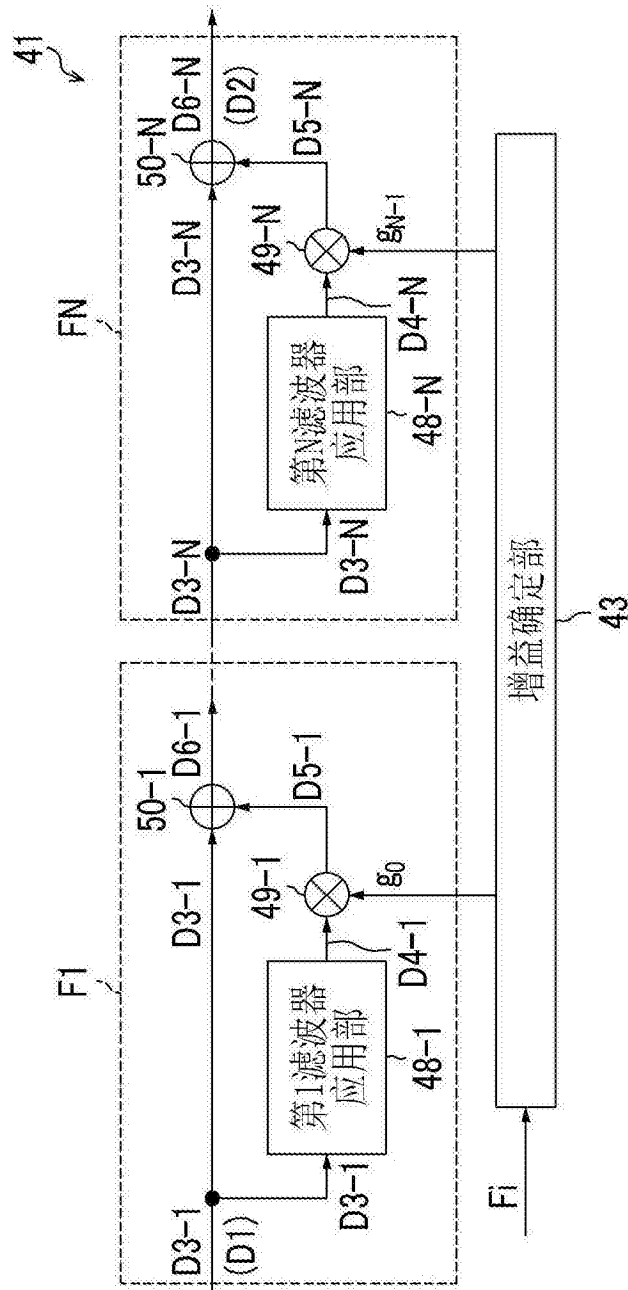 41
F1
FN
D3-1
(D1)
D3-1
50-1
D6-1
D3-N
D3-N
50-N
D6-N
(D2)
D3-1
第1滤波器
应用部
48-1
D4-1
49-1
D5-1
g0
D3-N
第N滤波器
应用部
48-N
D4-N
49-N
D5-N
gN-1
Fi
增益确定部
43